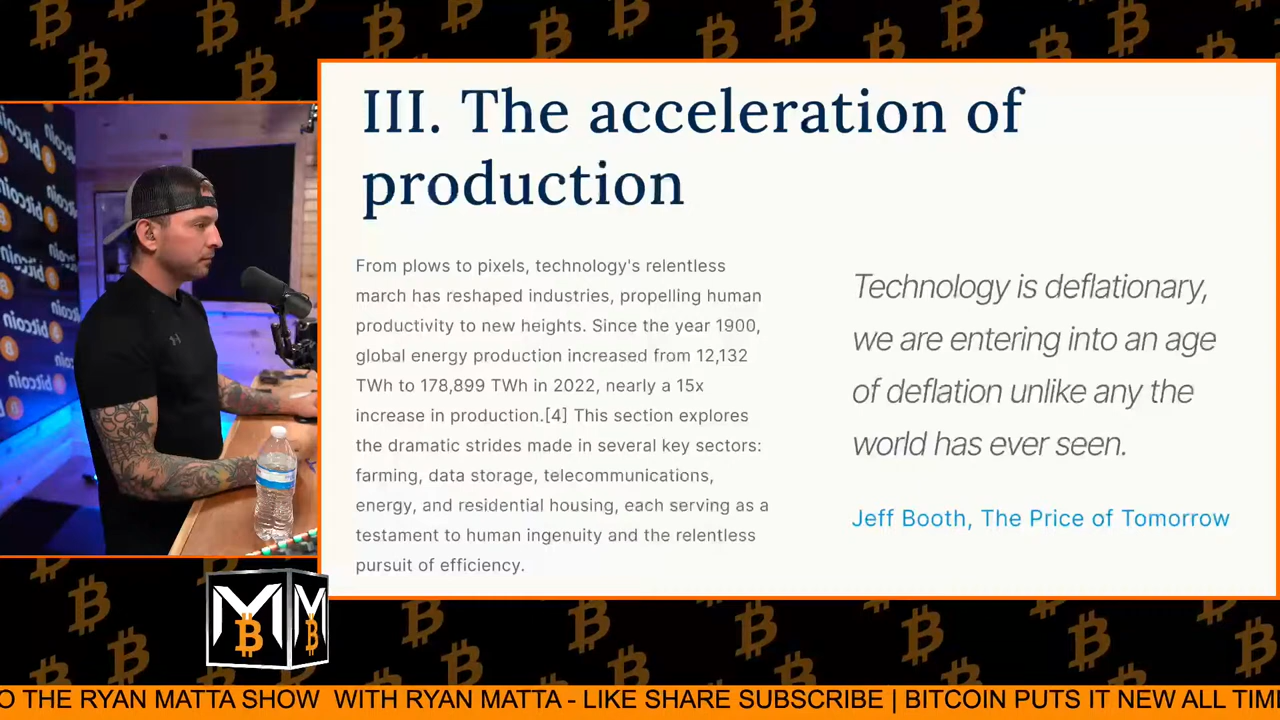 III. The acceleration of
production
From plows to pixels, technology's relentless
march has reshaped industries, propelling human
productivity to new heights. Since the year 1900,
global energy production increased from 12,132
TWh to 178,899 TWh in 2022, nearly a 15x
increase in production.[4] This section explores
the dramatic strides made in several key sectors:
farming, data storage, telecommunications,
energy, and residential housing, each serving as a
testament to human ingenuity and the relentless
pursuit of efficiency.
Technology is deflationary,
we are entering into an age
of deflation unlike any the
world has ever seen.
Jeff Booth, The Price of Tomorrow
bitcoin
bitcoin
bitcoin
bitcoin
M M
O THE RYAN MATTA SHOW WITH RYAN MATTA - LIKE SHARE SUBSCRIBE | BITCOIN PUTS IT NEW ALL TIM